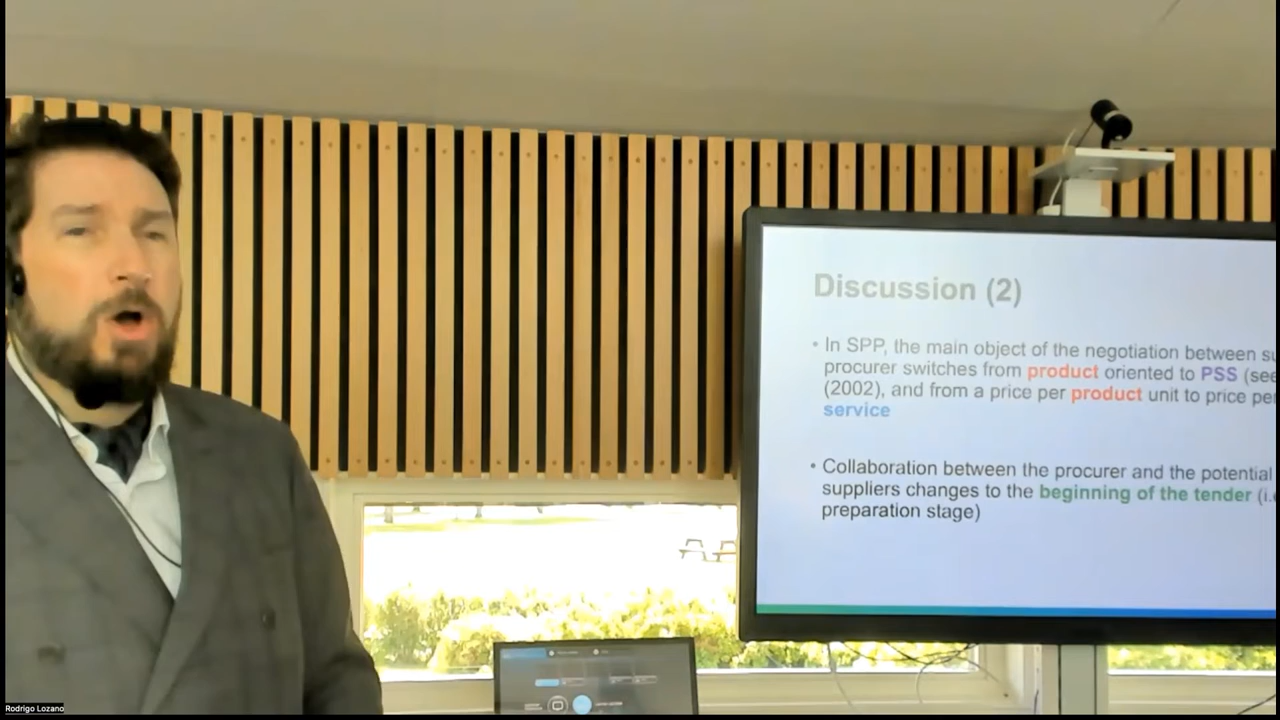 Discussion (2)
• In SPP, the main object of the negotiation between su
procurer switches from product oriented to PSS (see
(2002), and from a price per product unit to price per
service
• Collaboration between the procurer and the potential
suppliers changes to the beginning of the tender (i.e
preparation stage)
Rodrigo Lozano